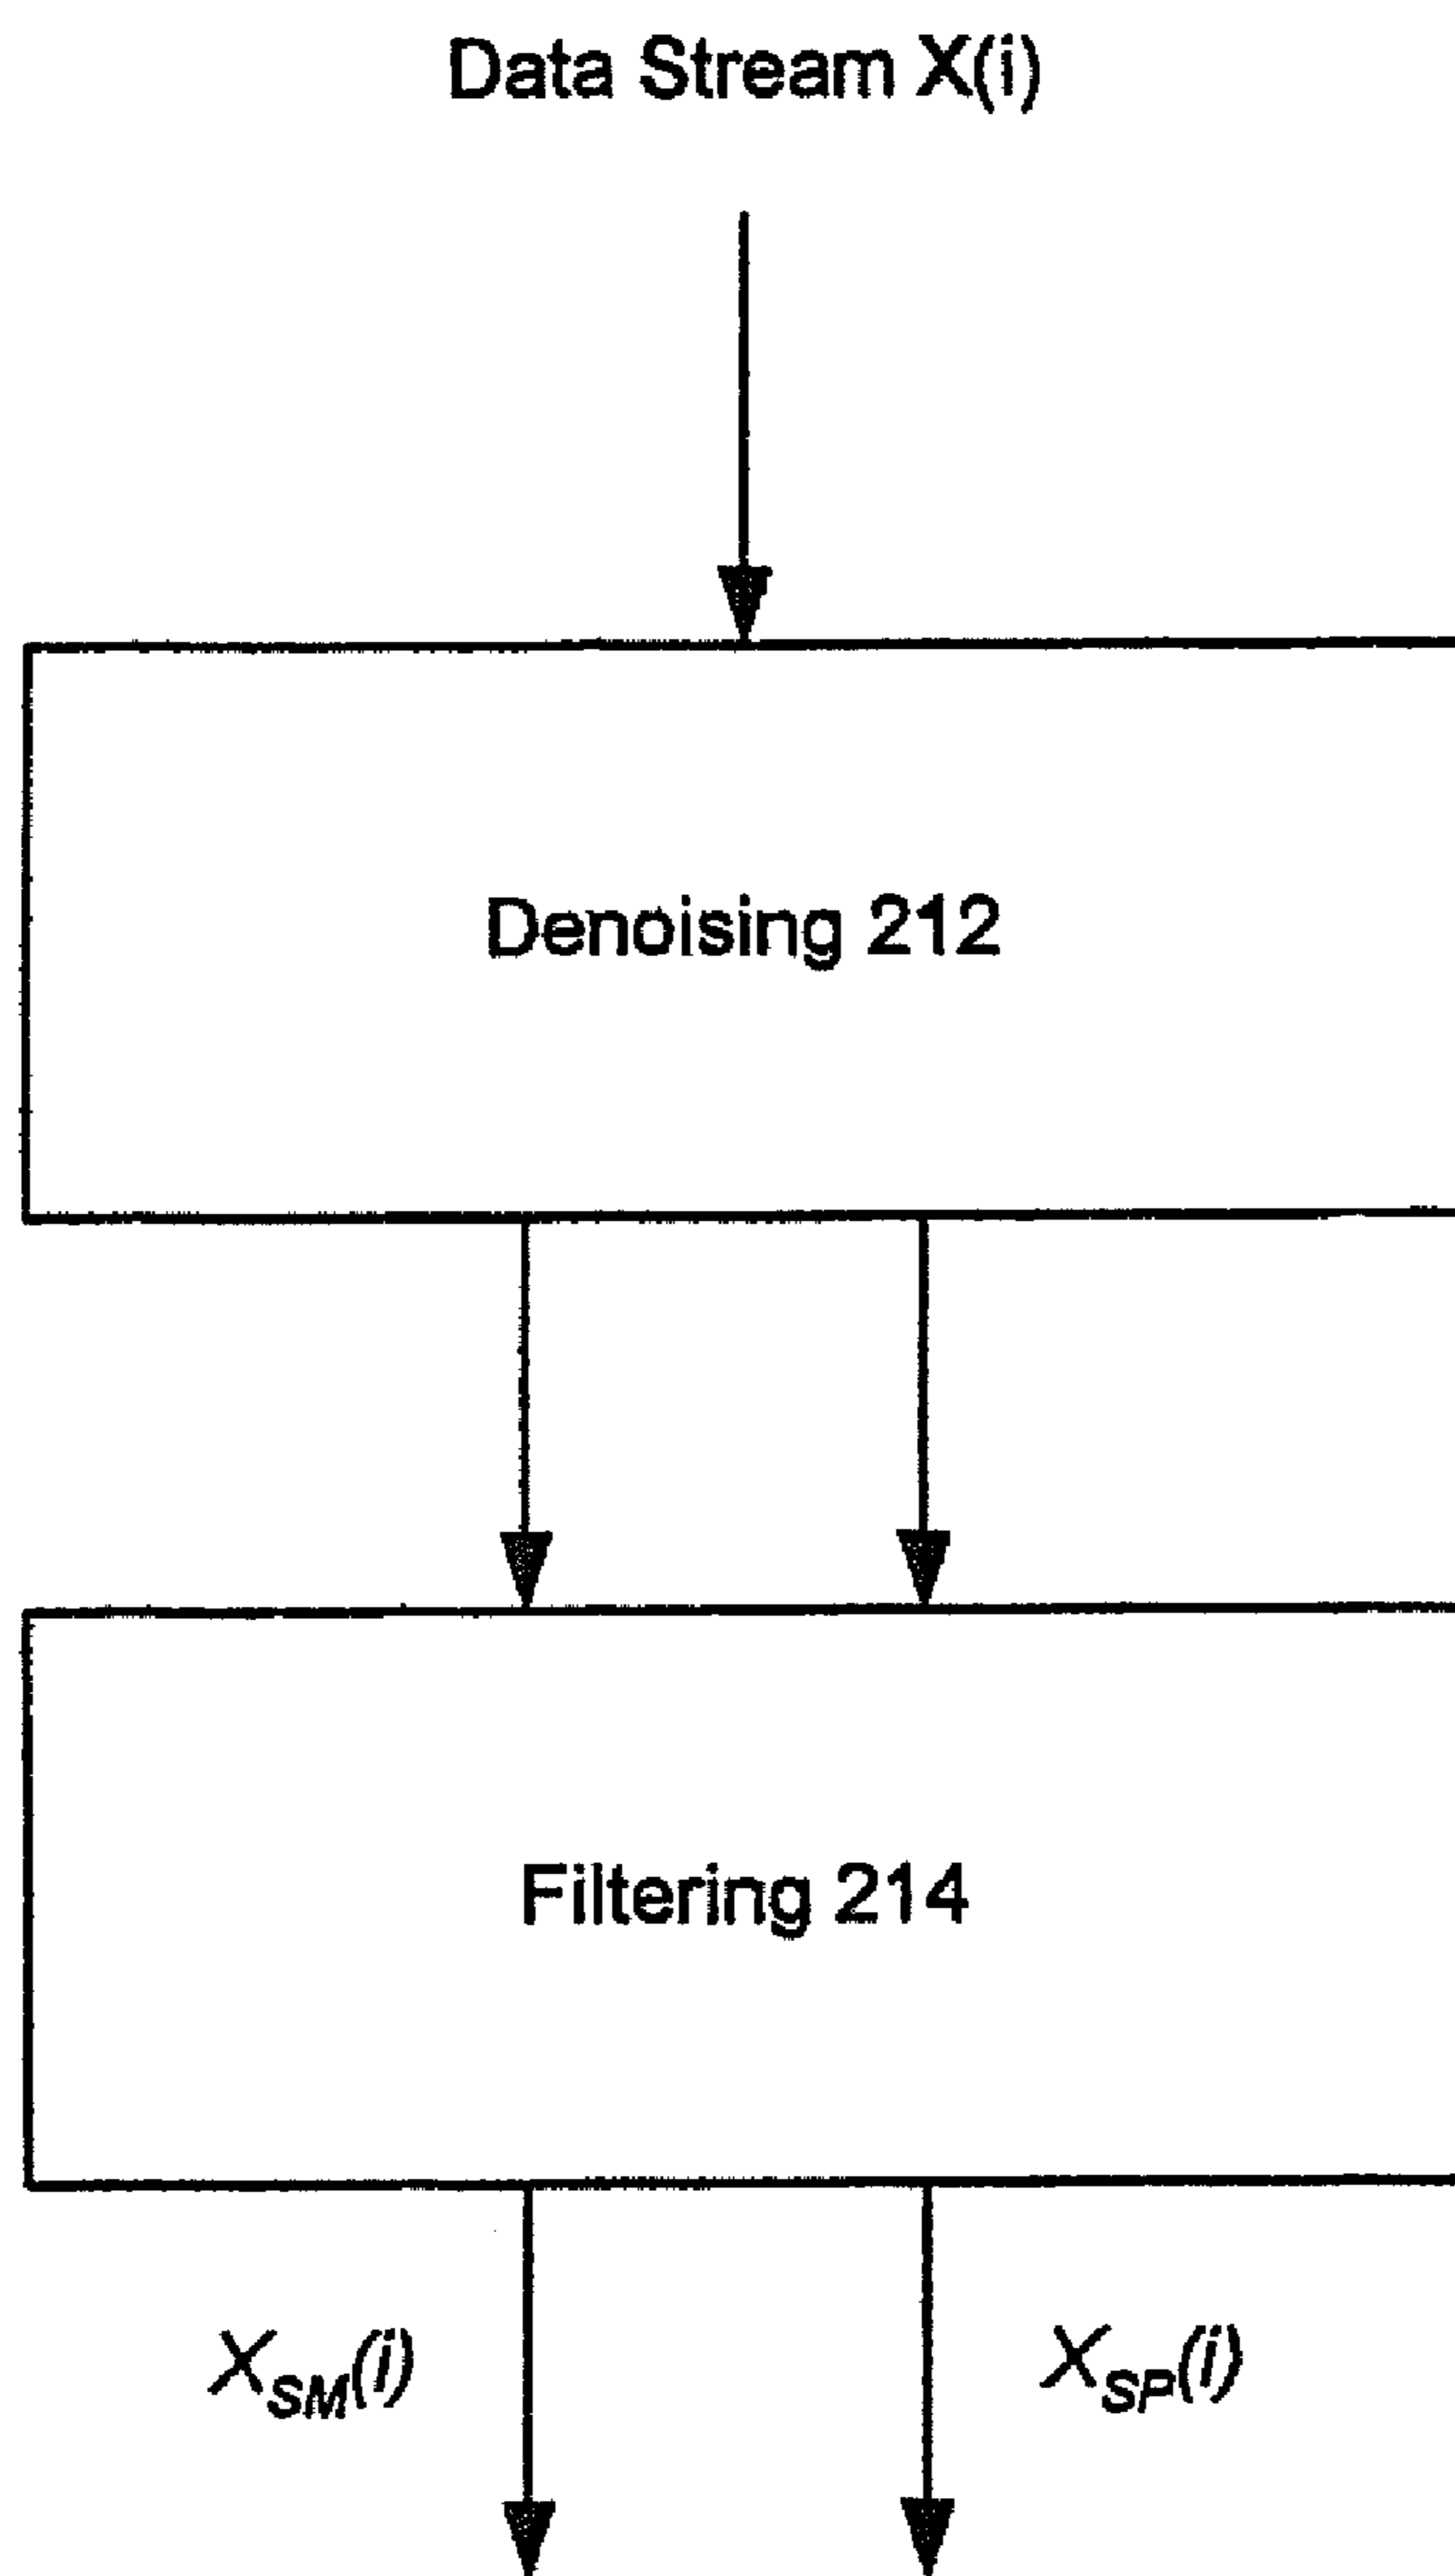 Data Stream X(i)
Denoising 212
Filtering 214
X_SM(i) X_SP(i)